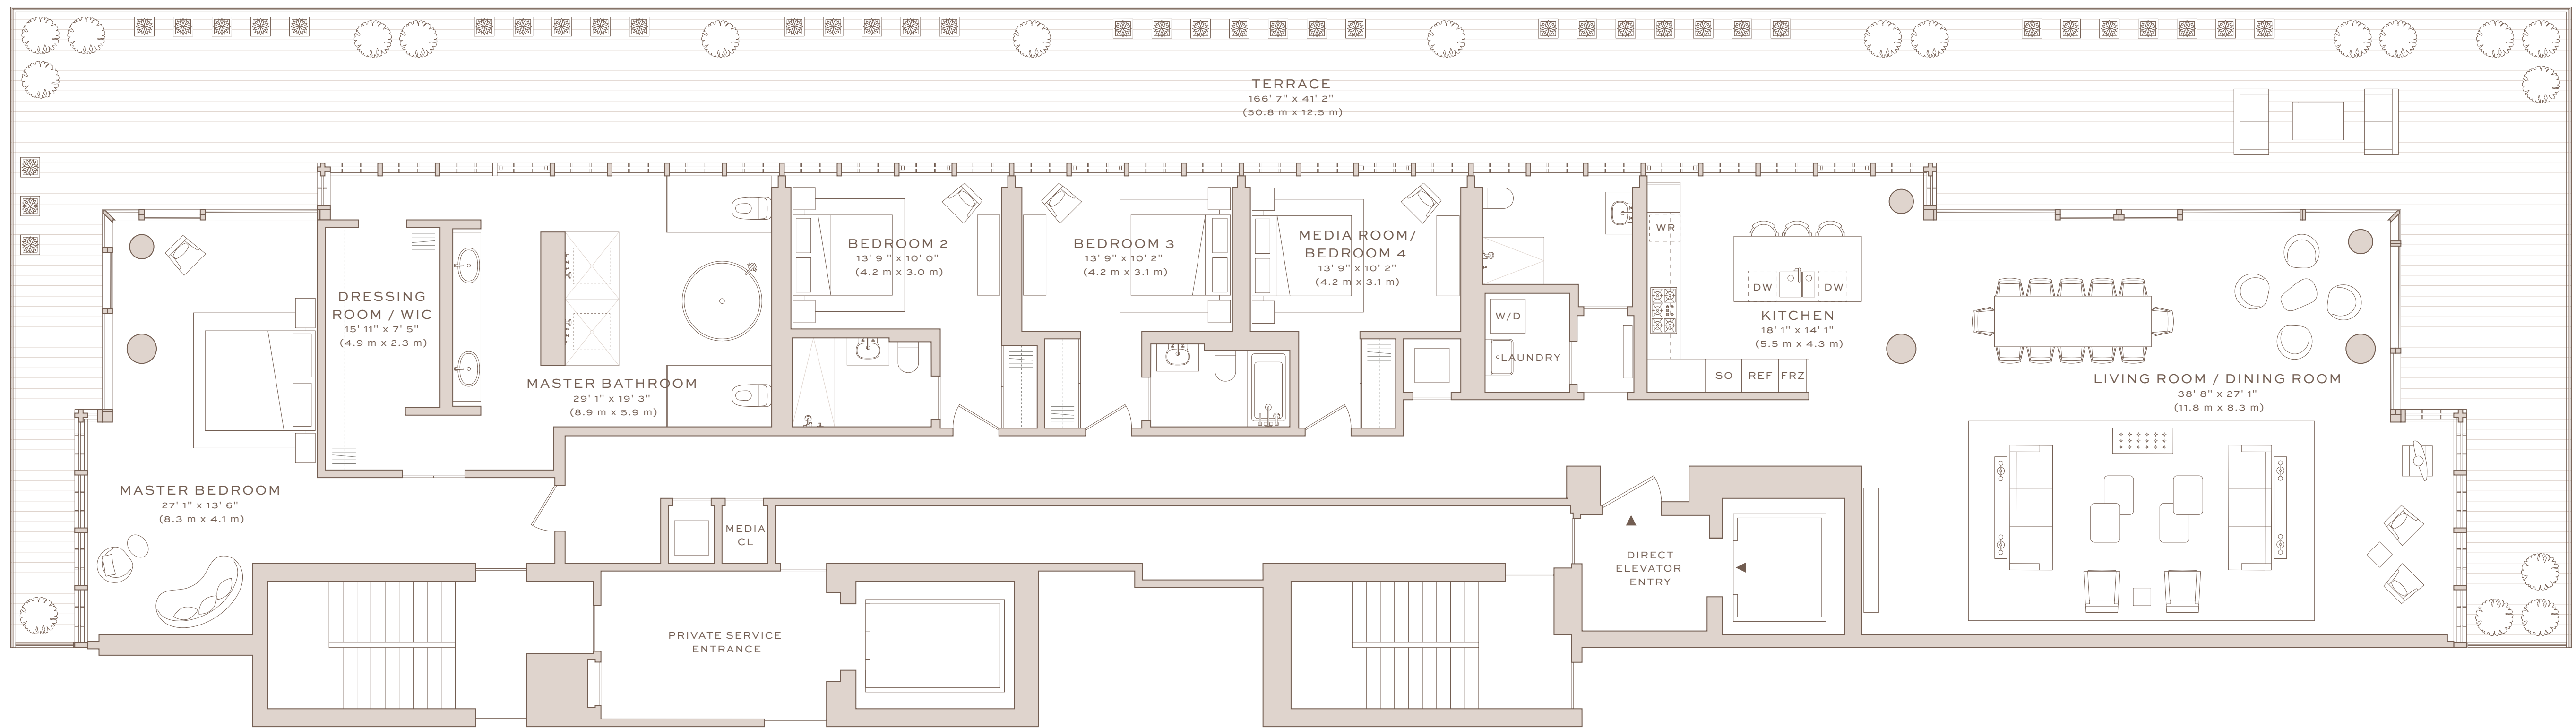 TERRACE
166' 7" x 41' 2"
(50.8 m x 12.5 m)
BEDROOM 2
13' 9 " x 10' 0"
(4.2 m x 3.0 m)
BEDROOM 3
13' 9" x 10' 2"
(4.2 m x 3.1 m)
MEDIA ROOM/
BEDROOM 4
13' 9" x 10' 2"
(4.2 m x 3.1 m)
WR
DW
DW
KITCHEN
18' 1" x 14' 1"
(5.5 m x 4.3 m)
DRESSING
ROOM / WIC
15' 11" x 7' 5"
(4.9 m x 2.3 m)
W/D
LAUNDRY
SO
REF
FRZ
MASTER BATHROOM
29' 1" x 19' 3"
(8.9 m x 5.9 m)
LIVING ROOM / DINING ROOM
38' 8" x 27' 1"
(11.8 m x 8.3 m)
MASTER BEDROOM
27' 1" x 13' 6"
(8.3 m x 4.1 m)
MEDIA
CL
DIRECT
ELEVATOR
ENTRY
PRIVATE SERVICE
ENTRANCE